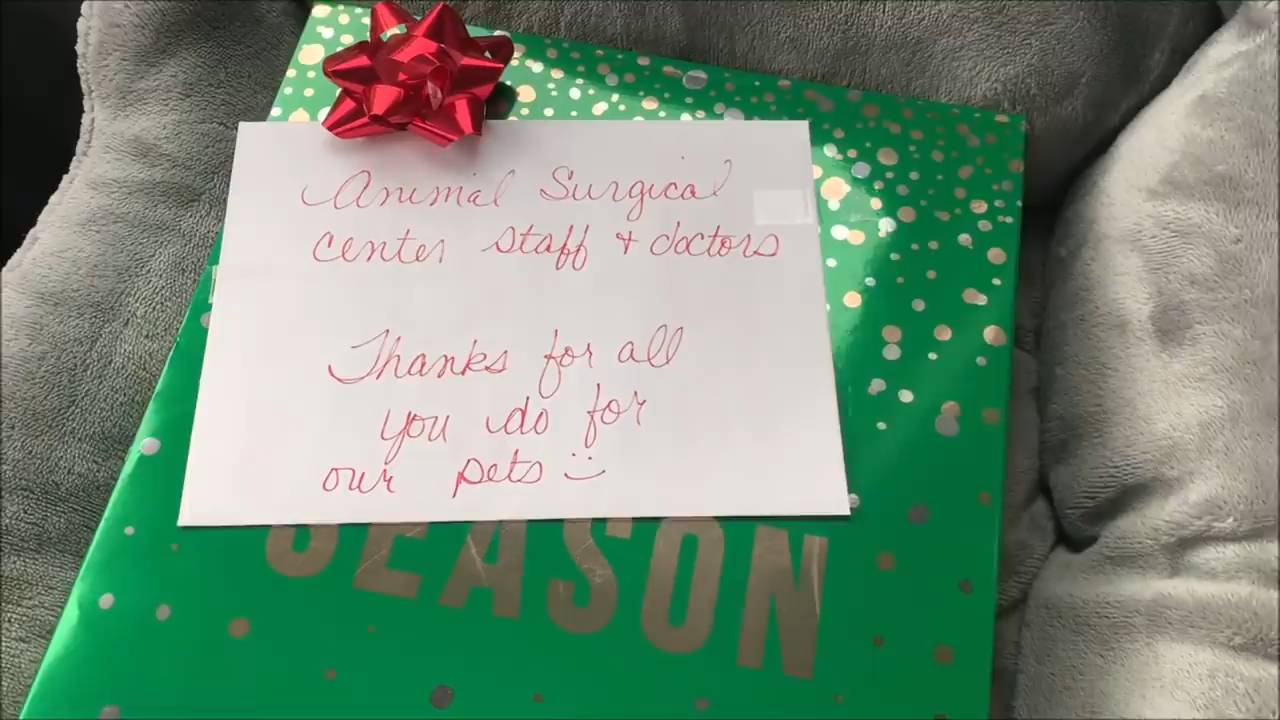 Animal Surgical
center staff + doctors
Thanks for all
you do for
our pets :)
SEASON